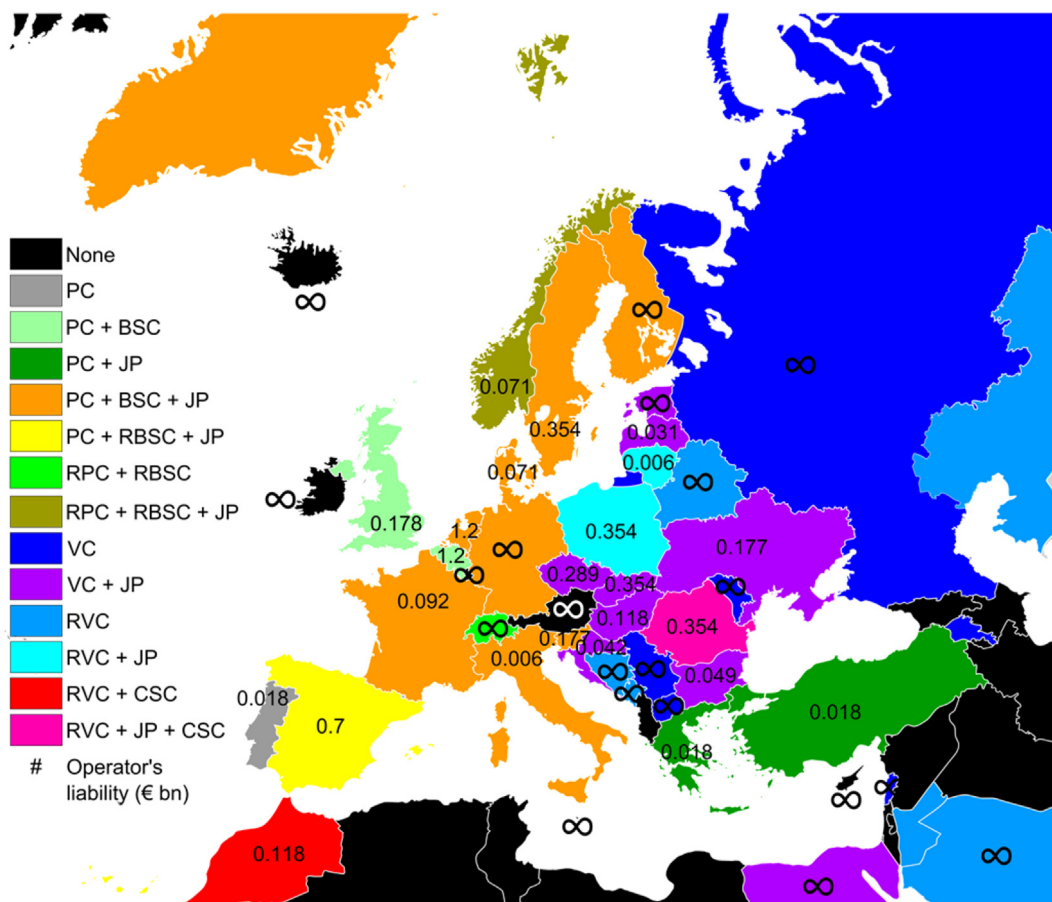 None
PC
PC + BSC
PC + JP
PC + BSC + JP
PC + RBSC + JP
RPC + RBSC
RPC + RBSC + JP
VC
VC + JP
RVC
RVC + JP
RVC + CSC
RVC + JP + CSC
# Operator's
liability (€ bn)
∞
∞
∞
0.071
0.354
∞
0.031
0.071
0.006
∞
∞
0.178
1.2
0.354
0.177
1.2
∞
∞
0.289
0.354
∞
0.092
∞
0.118
0.354
∞
0.177
0.042
0.006
∞
∞
0.049
∞
0.018
∞
0.7
0.018
0.018
∞
∞
∞
0.118
∞
∞